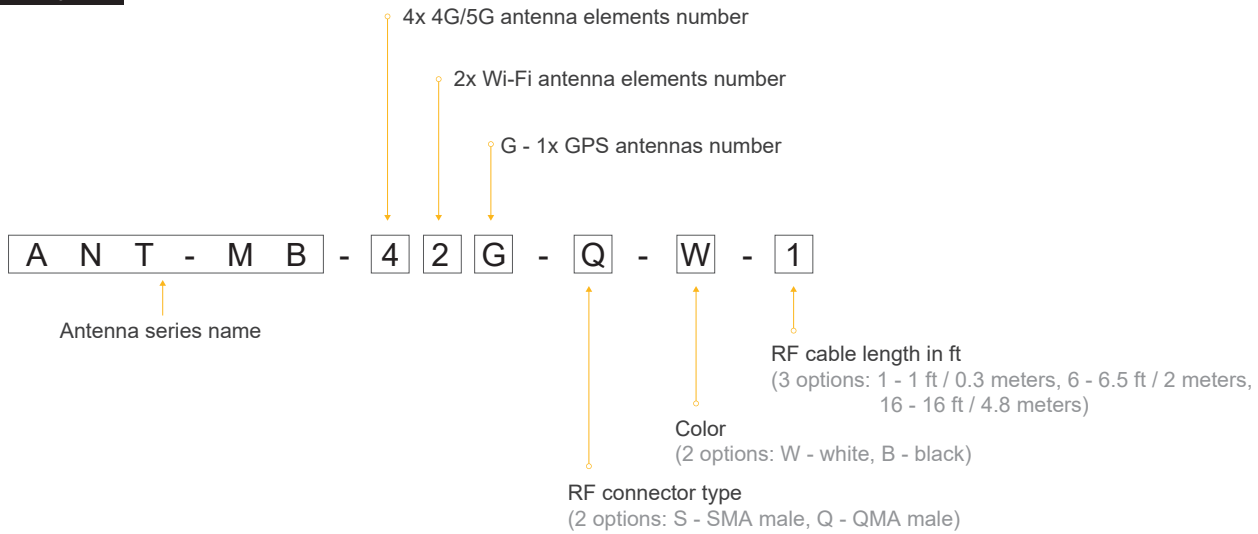 4x 4G/5G antenna elements number
2x Wi-Fi antenna elements number
G - 1x GPS antennas number
ANT-MB - 42G - Q - W - 1
Antenna series name
RF cable length in ft
(3 options: 1 - 1 ft / 0.3 meters, 6 - 6.5 ft / 2 meters,
16 - 16 ft / 4.8 meters)
Color
(2 options: W - white, B - black)
RF connector type
(2 options: S - SMA male, Q - QMA male)